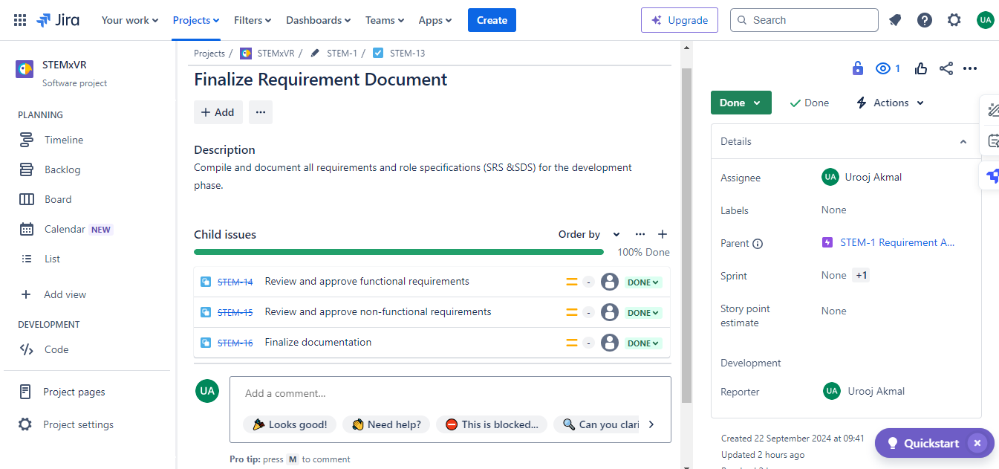 Jira
Your work
Projects
Filters
Dashboards
Teams
Apps
Create
Upgrade
Search
UA
STEMxVR
Software project
PLANNING
Timeline
Backlog
Board
Calendar NEW
List
Add view
DEVELOPMENT
Code
Project pages
Project settings
Projects / STEMxVR / STEM-1 / STEM-13
Finalize Requirement Document
+ Add
Description
Compile and document all requirements and role specifications (SRS &SDS) for the development
phase.
Child issues
Order by
100% Done
STEM-14 Review and approve functional requirements - DONE
STEM-15 Review and approve non-functional requirements - DONE
STEM-16 Finalize documentation - DONE
UA
Add a comment...
Looks good!
Need help?
This is blocked...
Can you clari
Pro tip: press M to comment
1
Done
Done
Actions
Details
Assignee UA Urooj Akmal
Labels None
Parent STEM-1 Requirement A...
Sprint None +1
Story point
estimate
None
Development
Reporter UA Urooj Akmal
Created 22 September 2024 at 09:41
Updated 2 hours ago
Quickstart